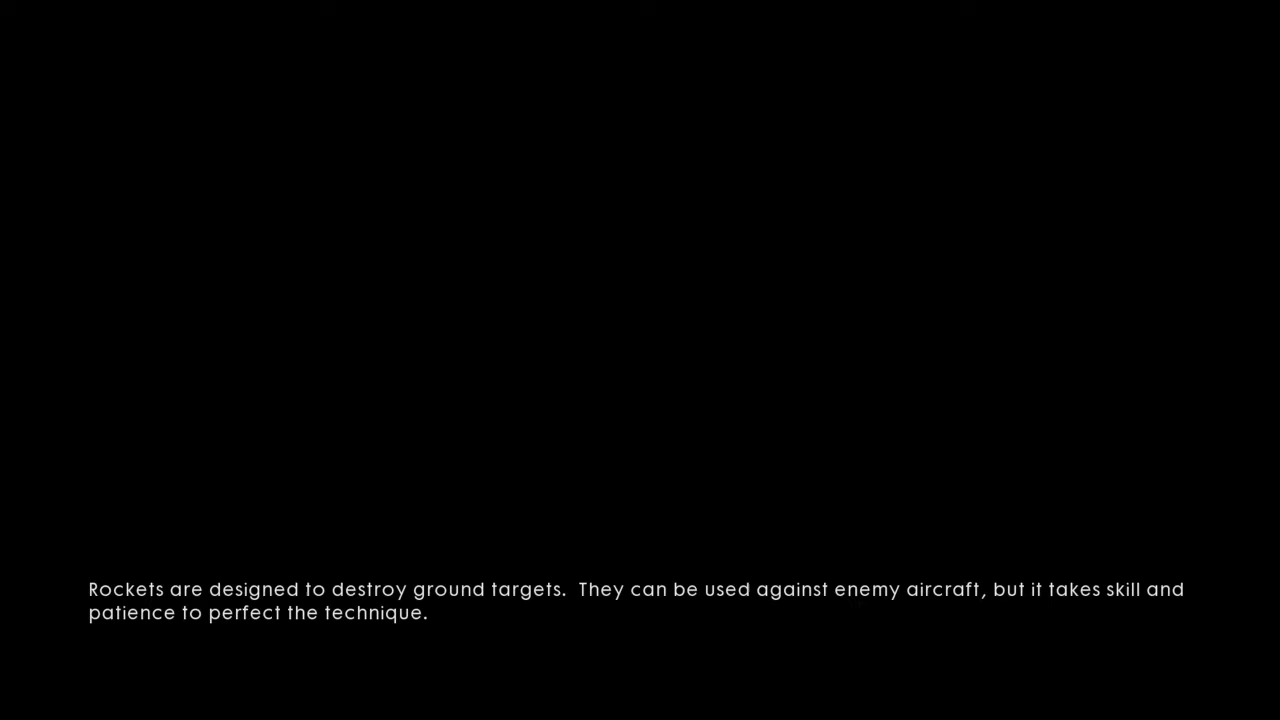 Rockets are designed to destroy ground targets.  They can be used against enemy aircraft, but it takes skill and
patience to perfect the technique.